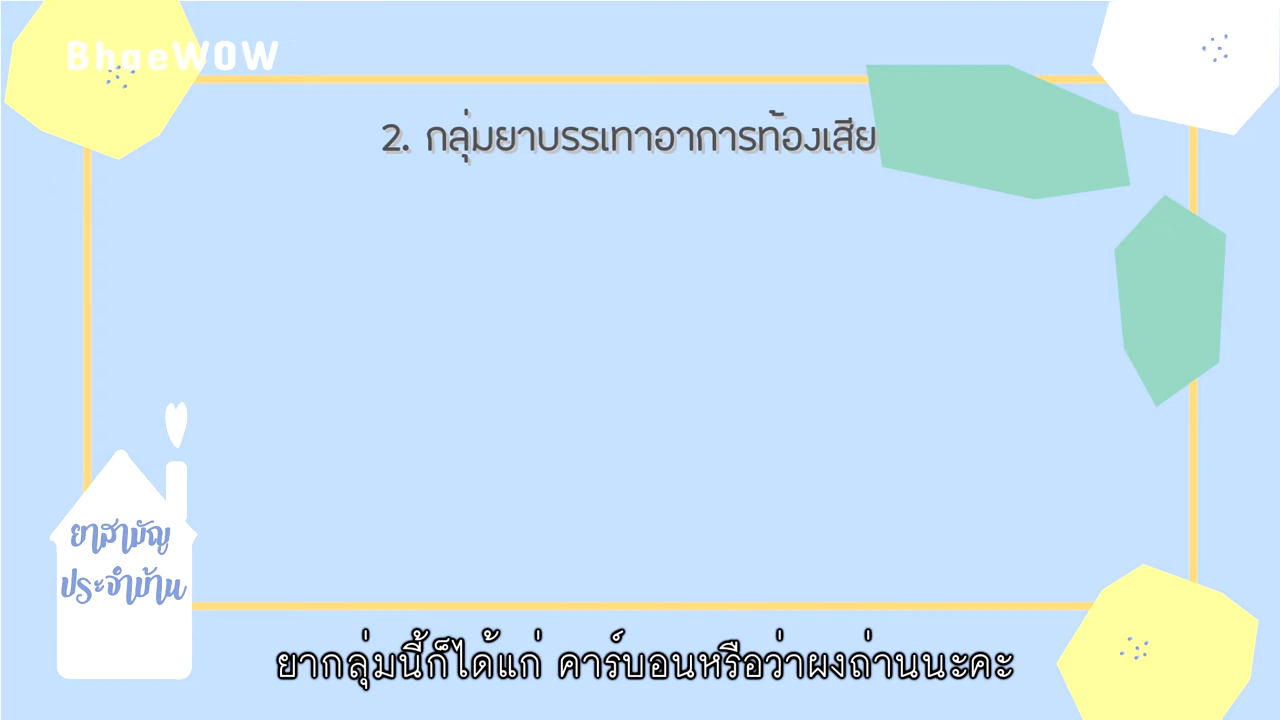 BhaeWOW
2. กลุ่มยาบรรเทาอาการท้องเสีย
ยาสามัญ
ประจำบ้าน
ยากลุ่มนี้ก็ได้แก่ คาร์บอนหรือว่าผงถ่านนะคะ